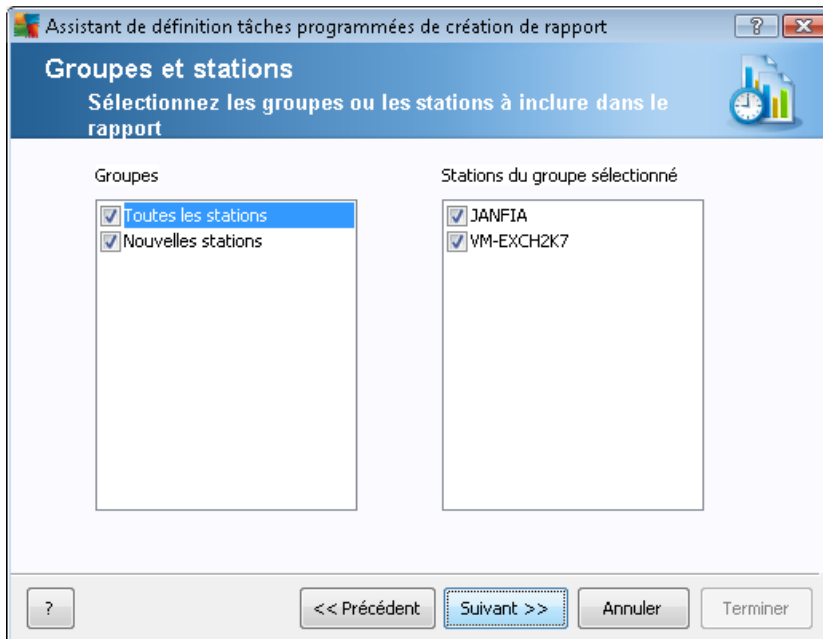 Assistant de définition tâches programmées de création de rapport
?
Groupes et stations
Sélectionnez les groupes ou les stations à inclure dans le
rapport
Groupes
Stations du groupe sélectionné
Toutes les stations
Nouvelles stations
JANFIA
VM-EXCH2K7
?
<< Précédent
Suivant >>
Annuler
Terminer